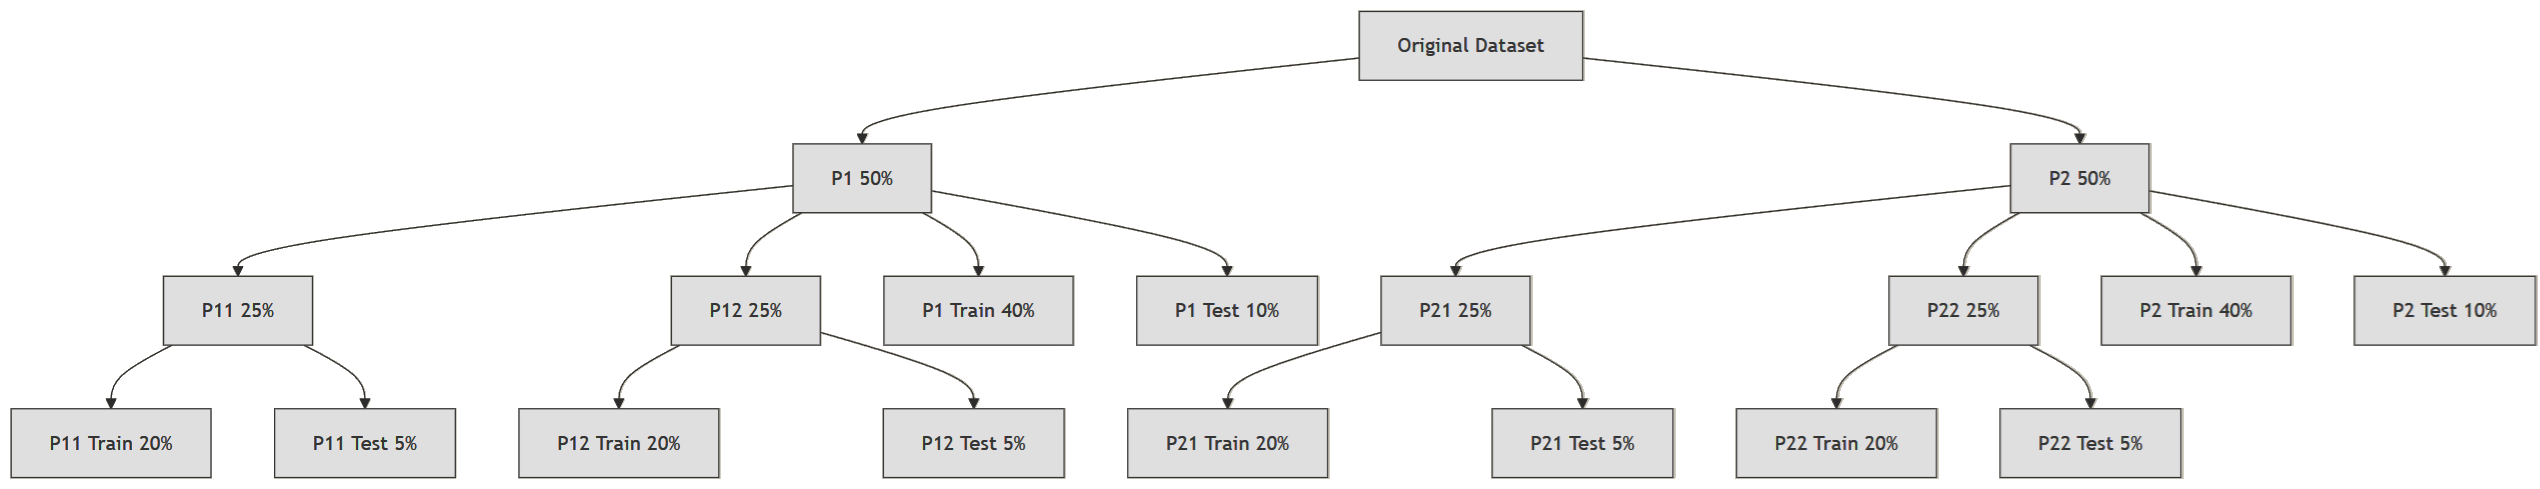 Original Dataset
P1 50%
P2 50%
P11 25%
P12 25%
P1 Train 40%
P1 Test 10%
P21 25%
P22 25%
P2 Train 40%
P2 Test 10%
P11 Train 20%
P11 Test 5%
P12 Train 20%
P12 Test 5%
P21 Train 20%
P21 Test 5%
P22 Train 20%
P22 Test 5%